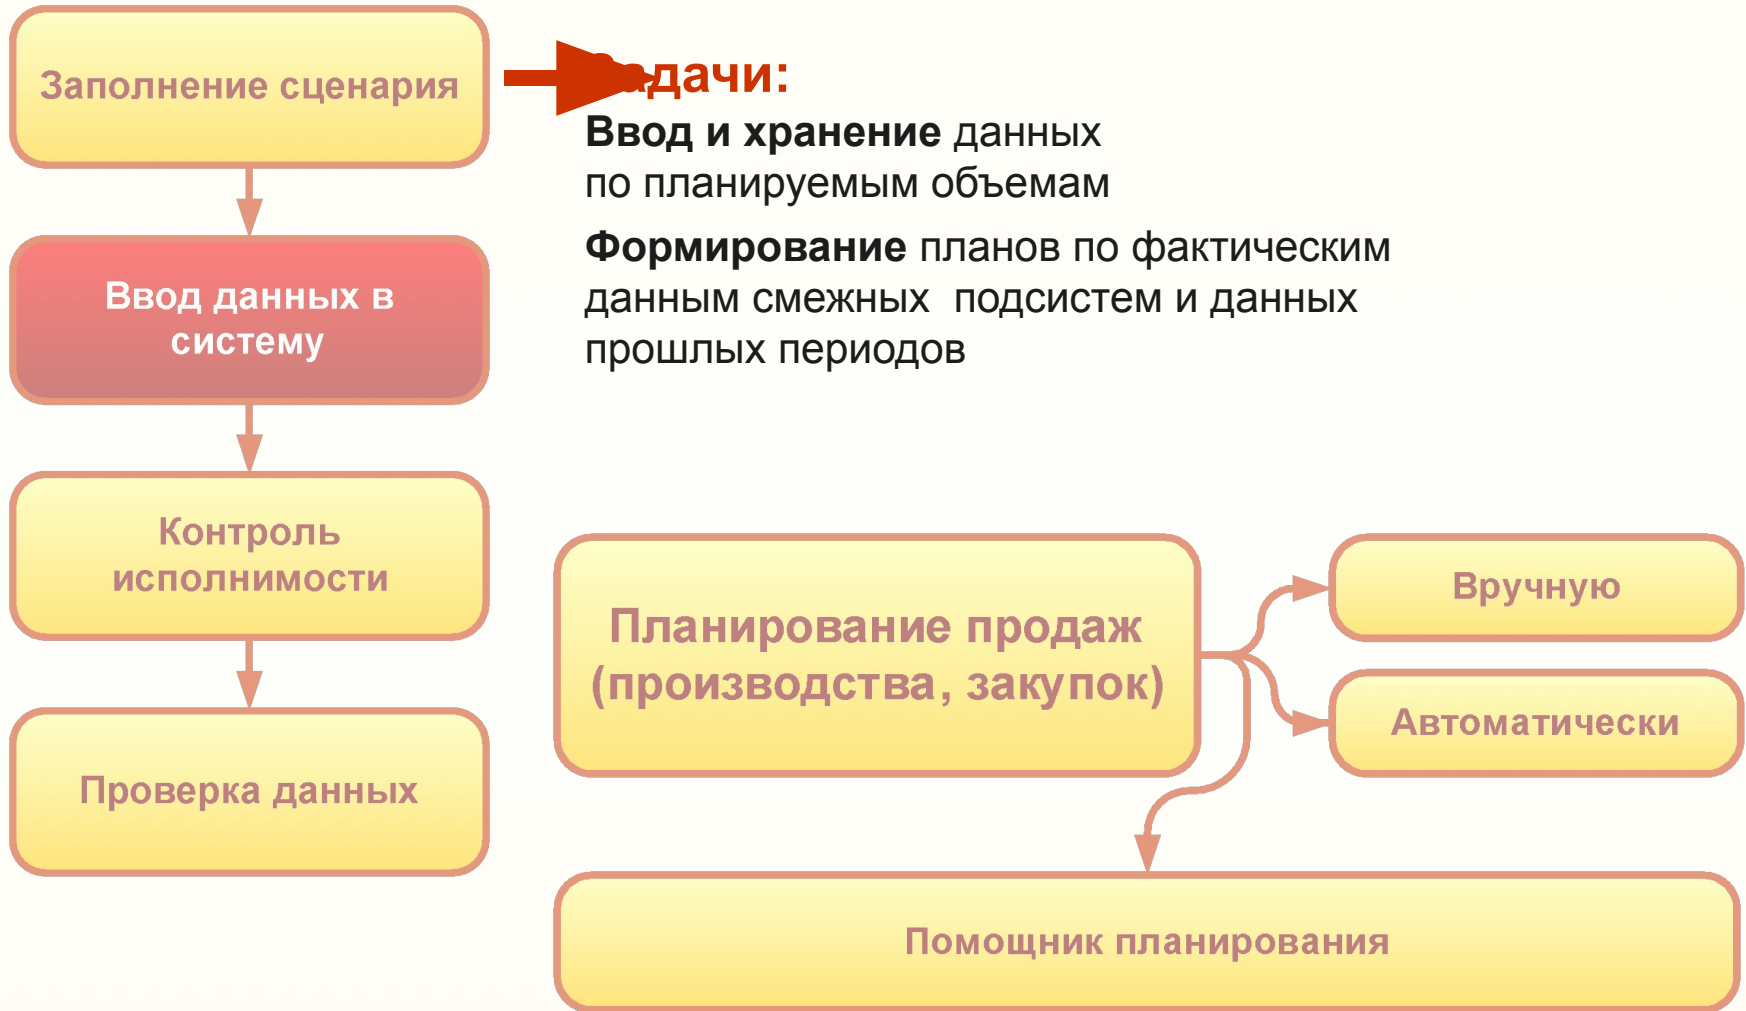 Заполнение сценария
Ввод данных в
систему
Контроль
исполнимости
Проверка данных
Задачи:
Ввод и хранение данных
по планируемым объемам
Формирование планов по фактическим
данным смежных подсистем и данных
прошлых периодов
Планирование продаж
(производства, закупок)
Вручную
Автоматически
Помощник планирования